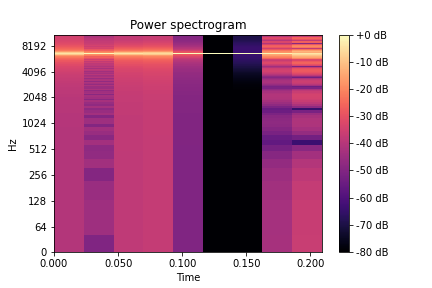 Power spectrogram
8192
4096
2048
1024
512
256
128
64
0
Hz
0.000 0.050 0.100 0.150 0.200
Time
+0 dB
-10 dB
-20 dB
-30 dB
-40 dB
-50 dB
-60 dB
-70 dB
-80 dB